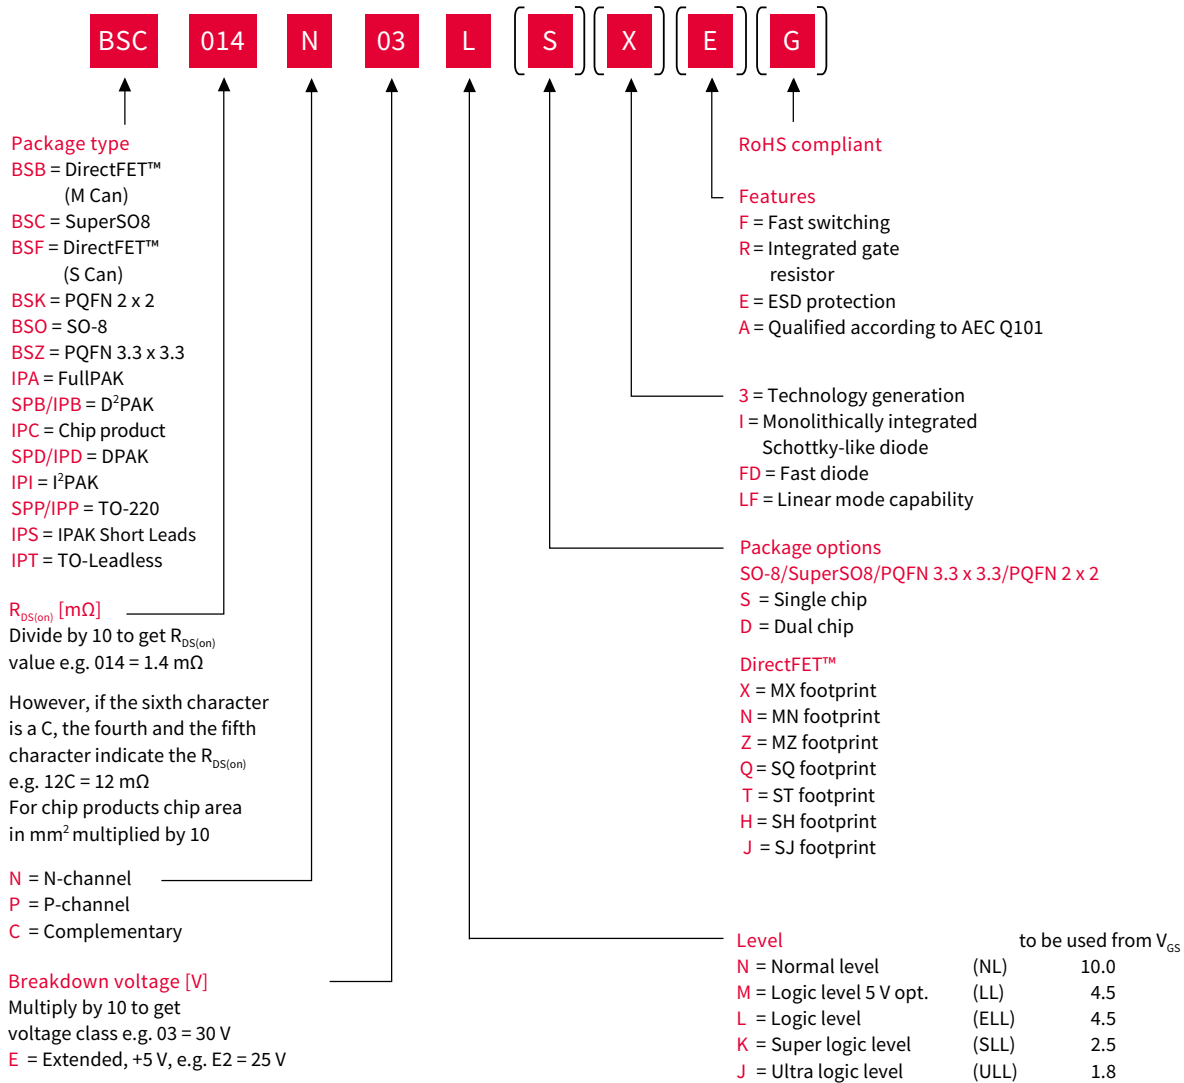 BSC 014 N 03 L S X E G
Package type
BSB = DirectFET™
(M Can)
BSC = SuperSO8
BSF = DirectFET™
(S Can)
BSK = PQFN 2 x 2
BSO = SO-8
BSZ = PQFN 3.3 x 3.3
IPA = FullPAK
SPB/IPB = D²PAK
IPC = Chip product
SPD/IPD = DPAK
IPI = I²PAK
SPP/IPP = TO-220
IPS = IPAK Short Leads
IPT = TO-Leadless
RDS(on) [mΩ]
Divide by 10 to get RDS(on)
value e.g. 014 = 1.4 mΩ
However, if the sixth character
is a C, the fourth and the fifth
character indicate the RDS(on)
e.g. 12C = 12 mΩ
For chip products chip area
in mm² multiplied by 10
N = N-channel
P = P-channel
C = Complementary
Breakdown voltage [V]
Multiply by 10 to get
voltage class e.g. 03 = 30 V
E = Extended, +5 V, e.g. E2 = 25 V
RoHS compliant
Features
F = Fast switching
R = Integrated gate
resistor
E = ESD protection
A = Qualified according to AEC Q101
3 = Technology generation
I = Monolithically integrated
Schottky-like diode
FD = Fast diode
LF = Linear mode capability
Package options
SO-8/SuperSO8/PQFN 3.3 x 3.3/PQFN 2 x 2
S = Single chip
D = Dual chip
DirectFET™
X = MX footprint
N = MN footprint
Z = MZ footprint
Q = SQ footprint
T = ST footprint
H = SH footprint
J = SJ footprint
Level to be used from VGS
N = Normal level (NL) 10.0
M = Logic level 5 V opt. (LL) 4.5
L = Logic level (ELL) 4.5
K = Super logic level (SLL) 2.5
J = Ultra logic level (ULL) 1.8